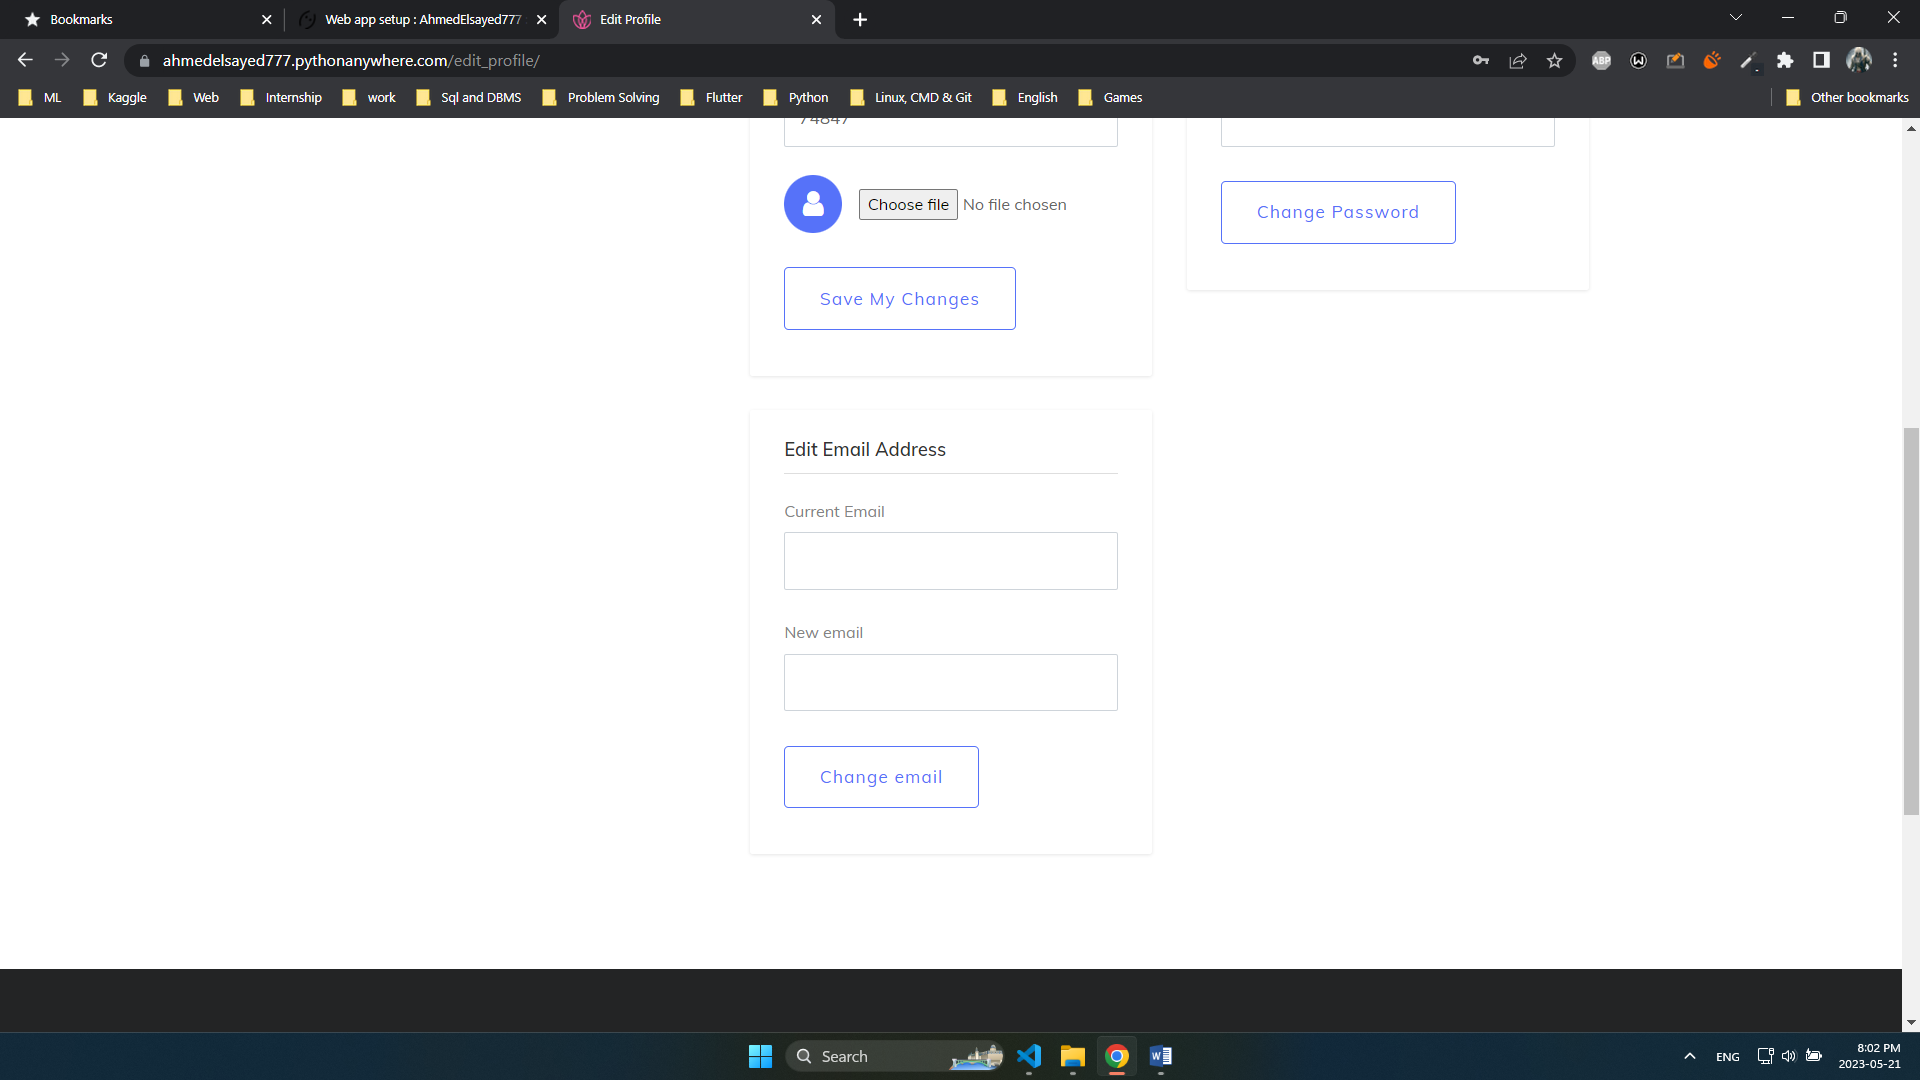 Bookmarks
Web app setup : AhmedElsayed777
Edit Profile
ahmedelsayed777.pythonanywhere.com/edit_profile/
ABP
ML
Kaggle
Web
Internship
work
Sql and DBMS
Problem Solving
Flutter
Python
Linux, CMD & Git
English
Games
Other bookmarks
74847
Choose file No file chosen
Change Password
Save My Changes
Edit Email Address
Current Email
New email
Change email
Search
ENG
8:02 PM
2023-05-21